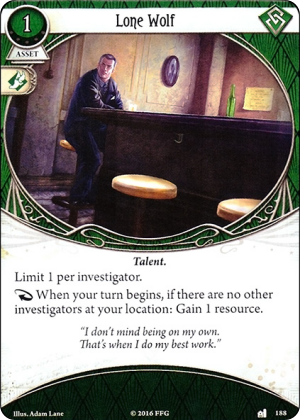 Lone Wolf
1
ASSET
Talent.
Limit 1 per investigator.
When your turn begins, if there are no other
investigators at your location: Gain 1 resource.
“I don’t mind being on my own.
That’s when I do my best work.”
Illus. Adam Lane
© 2016 FFG
188